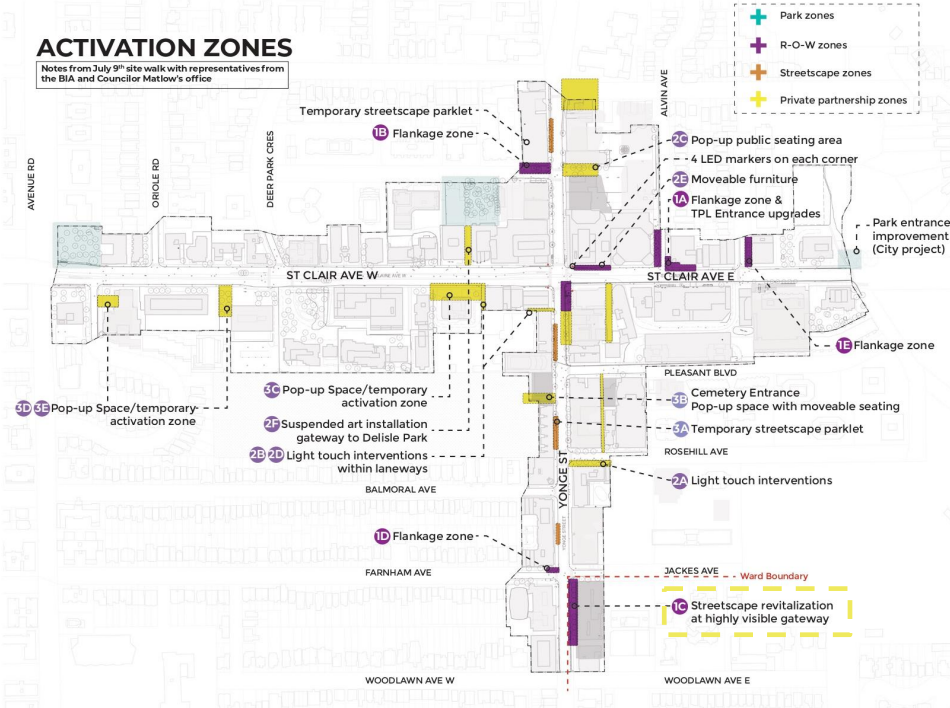 ACTIVATION ZONES
Notes from July 9th site walk with representatives from
the BIA and Councilor Matlow's office
Park zones
R-O-W zones
Streetscape zones
Private partnership zones
AVENUE RD
ORIOLE RD
DEER PARK CRES
ALVIN AVE
Temporary streetscape parklet
1B Flankage zone
2C Pop-up public seating area
4 LED markers on each corner
2E Moveable furniture
1A Flankage zone &
TPL Entrance upgrades
Park entrance
improvement
(City project)
ST CLAIR AVE W
ST CLAIR AVE E
1E Flankage zone
PLEASANT BLVD
3C Pop-up Space/temporary
activation zone
3D 3E Pop-up Space/temporary
activation zone
3B Cemetery Entrance
Pop-up space with moveable seating
2F Suspended art installation
gateway to Delisle Park
3A Temporary streetscape parklet
2B 2D Light touch interventions
within laneways
ROSEHILL AVE
YONGE ST
2A Light touch interventions
BALMORAL AVE
YONGE STREET
1D Flankage zone
FARNHAM AVE
JACKES AVE
Ward Boundary
1C Streetscape revitalization
at highly visible gateway
WOODLAWN AVE W
WOODLAWN AVE E